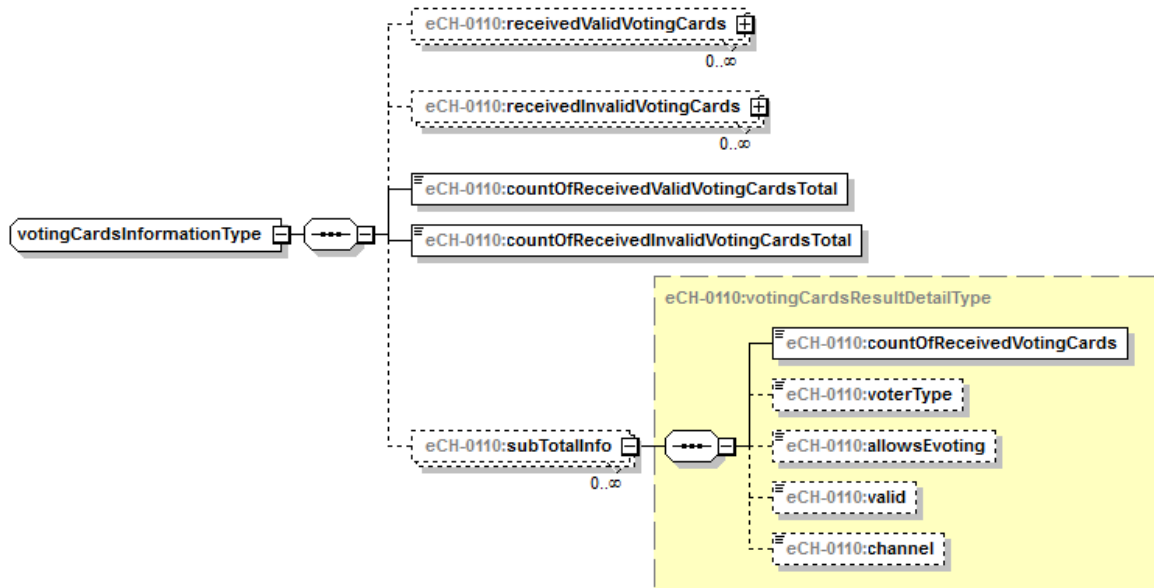 eCH-0110:receivedValidVotingCards
0..∞
eCH-0110:receivedInvalidVotingCards
0..∞
eCH-0110:countOfReceivedValidVotingCardsTotal
votingCardsInformationType
eCH-0110:countOfReceivedInvalidVotingCardsTotal
eCH-0110:votingCardsResultDetailType
eCH-0110:countOfReceivedVotingCards
eCH-0110:voterType
eCH-0110:subTotalInfo
0..∞
eCH-0110:allowsEvoting
eCH-0110:valid
eCH-0110:channel